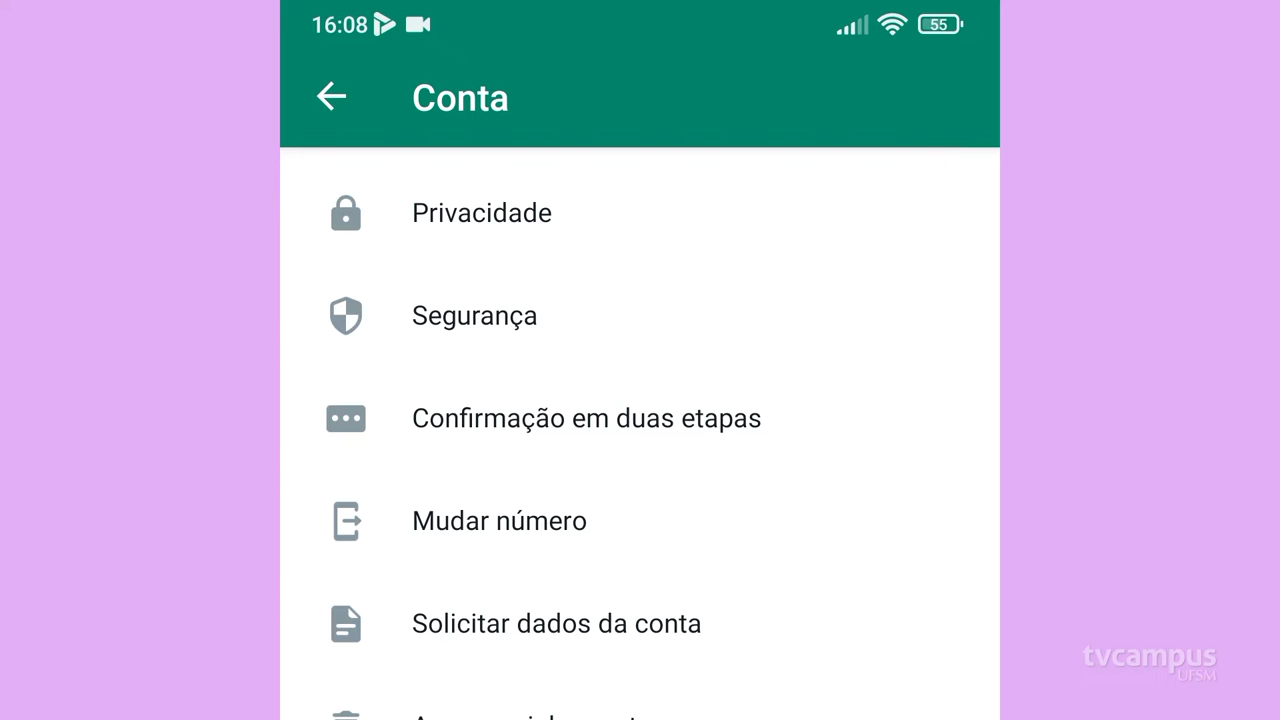 16:08
55
Conta
Privacidade
Segurança
Confirmação em duas etapas
Mudar número
Solicitar dados da conta
tvcampus
UFSM